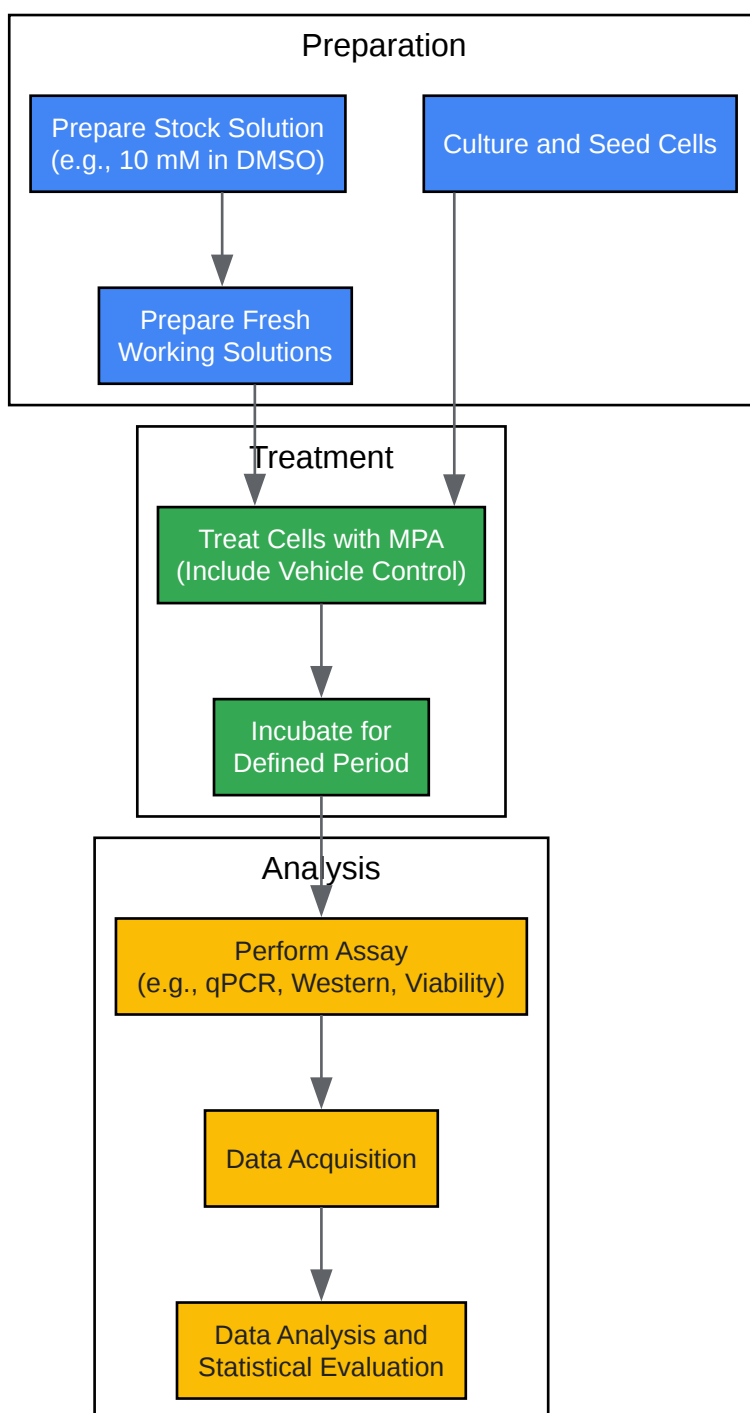 Preparation
Prepare Stock Solution
(e.g., 10 mM in DMSO)
Culture and Seed Cells
Prepare Fresh
Working Solutions
Treatment
Treat Cells with MPA
(Include Vehicle Control)
Incubate for
Defined Period
Analysis
Perform Assay
(e.g., qPCR, Western, Viability)
Data Acquisition
Data Analysis and
Statistical Evaluation